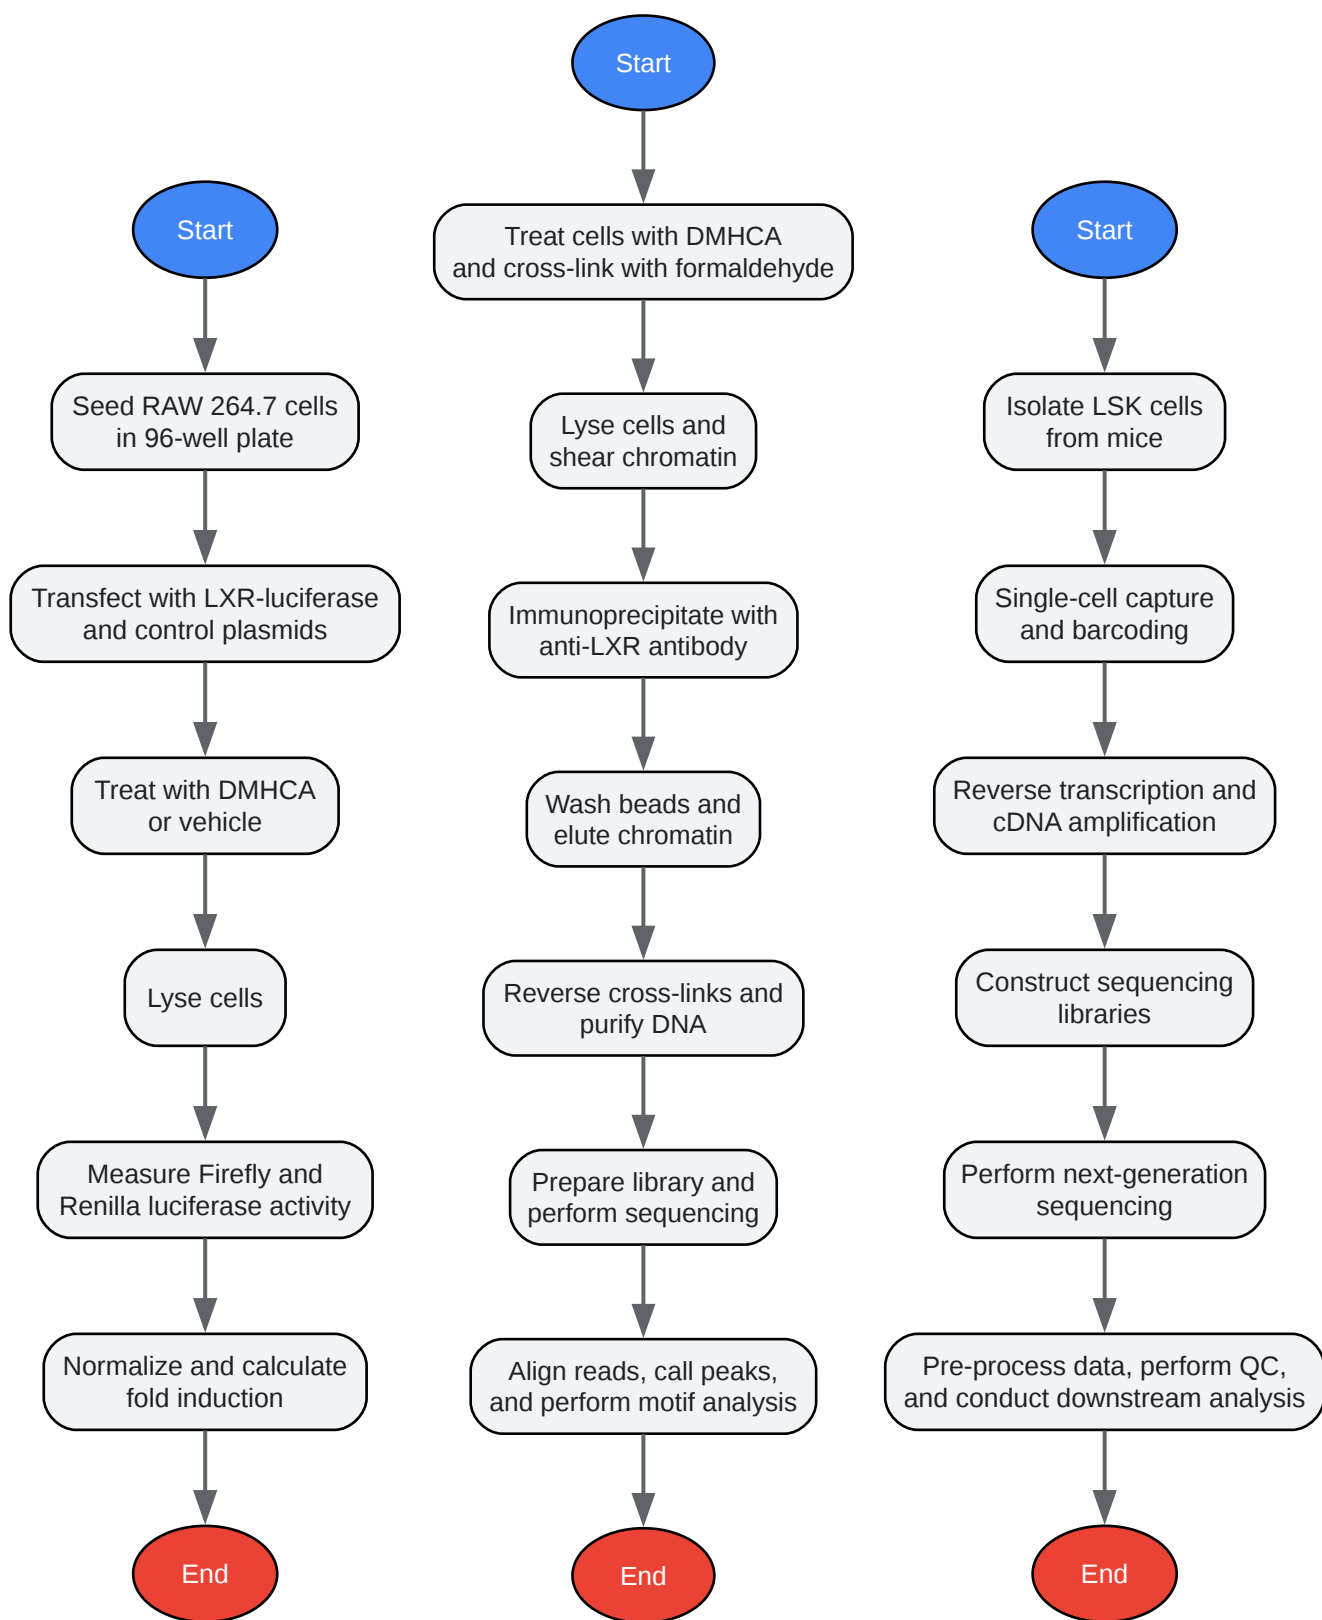 Start
Seed RAW 264.7 cells
in 96-well plate
Transfect with LXR-luciferase
and control plasmids
Treat with DMHCA
or vehicle
Lyse cells
Measure Firefly and
Renilla luciferase activity
Normalize and calculate
fold induction
End
Start
Treat cells with DMHCA
and cross-link with formaldehyde
Lyse cells and
shear chromatin
Immunoprecipitate with
anti-LXR antibody
Wash beads and
elute chromatin
Reverse cross-links and
purify DNA
Prepare library and
perform sequencing
Align reads, call peaks,
and perform motif analysis
End
Start
Isolate LSK cells
from mice
Single-cell capture
and barcoding
Reverse transcription and
cDNA amplification
Construct sequencing
libraries
Perform next-generation
sequencing
Pre-process data, perform QC,
and conduct downstream analysis
End